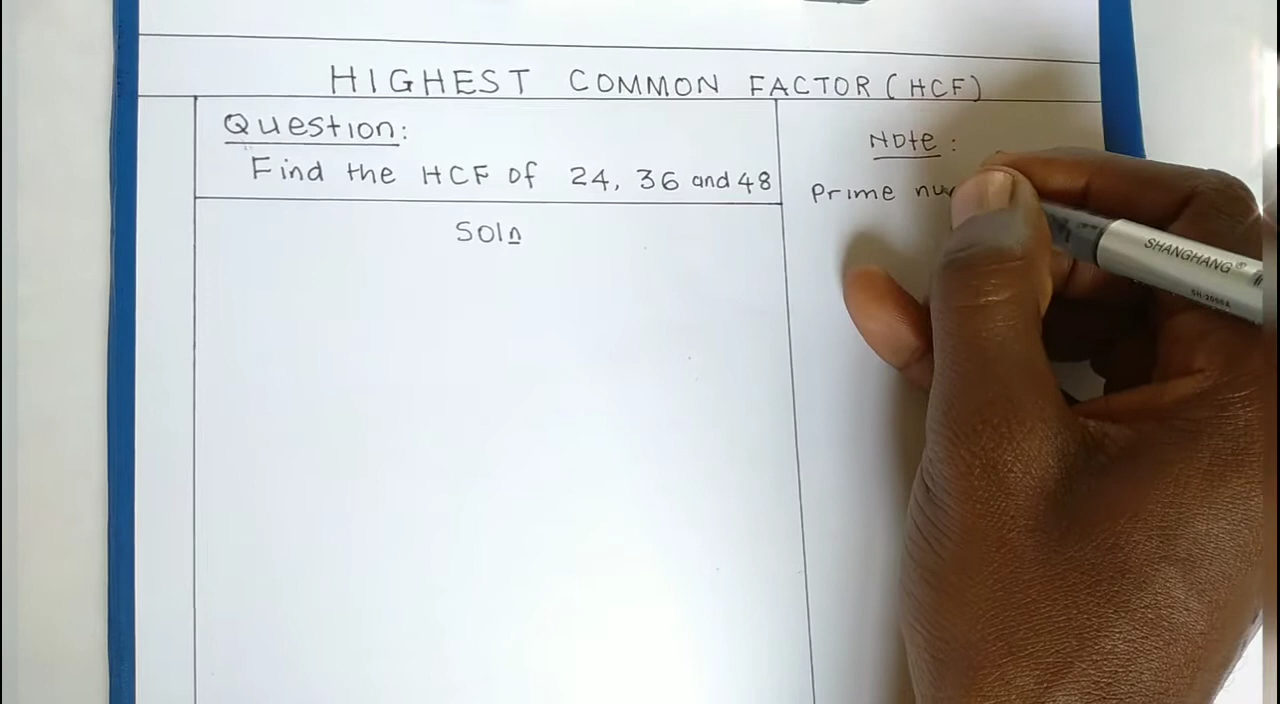 HIGHEST COMMON FACTOR (HCF)
Question:
Find the HCF of 24, 36 and 48
Soln
Note:
Prime
SHANGHANG®